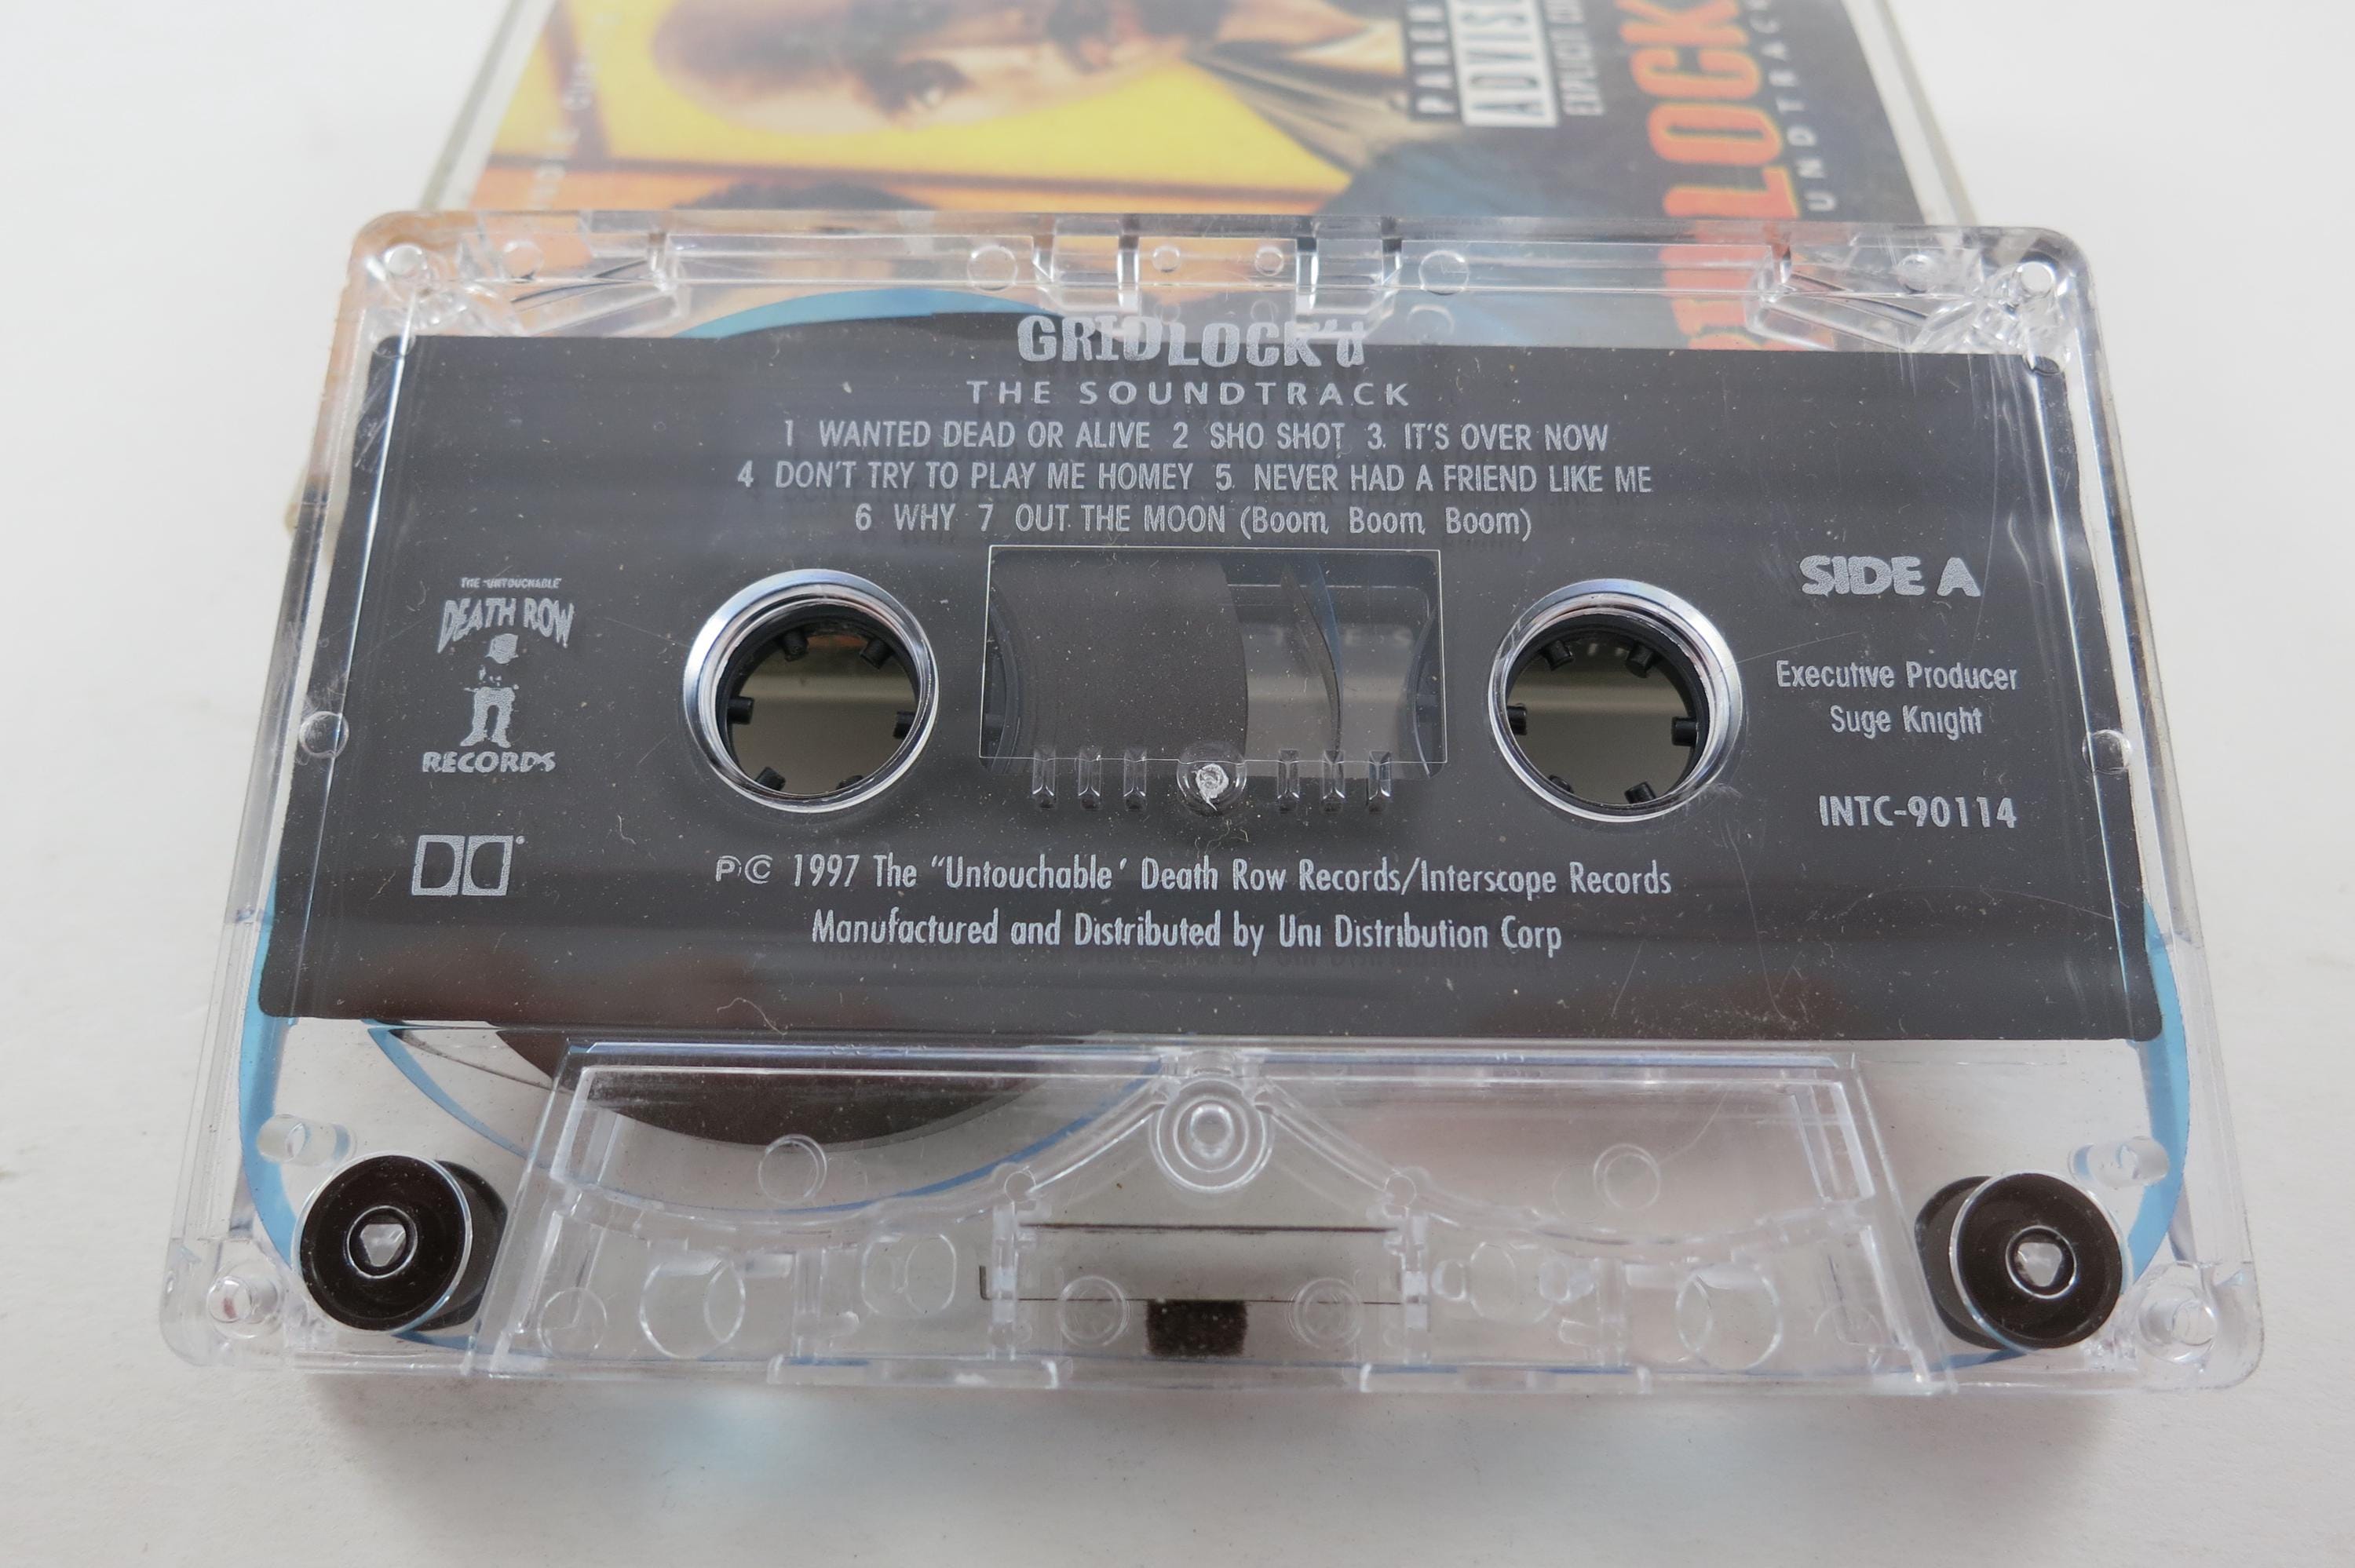 ADVISO
EXPLICIT
LOCK
UNDTRACK
GRIDLOCK'd
THE SOUNDTRACK
1 WANTED DEAD OR ALIVE 2 SHO SHOT 3. IT'S OVER NOW
4 DON'T TRY TO PLAY ME HOMEY 5. NEVER HAD A FRIEND LIKE ME
6 WHY 7 OUT THE MOON (Boom, Boom, Boom)
THE "UNTOUCHABLE"
DEATH ROW
RECORDS
SIDE A
Executive Producer
Suge Knight
INTC-90114
℗© 1997 The "Untouchable' Death Row Records/Interscope Records
Manufactured and Distributed by Uni Distribution Corp